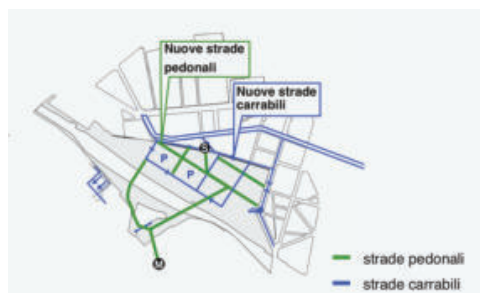 Nuove strade
pedonali
Nuove strade
carrabili
S
P
P
M
strade pedonali
strade carrabili